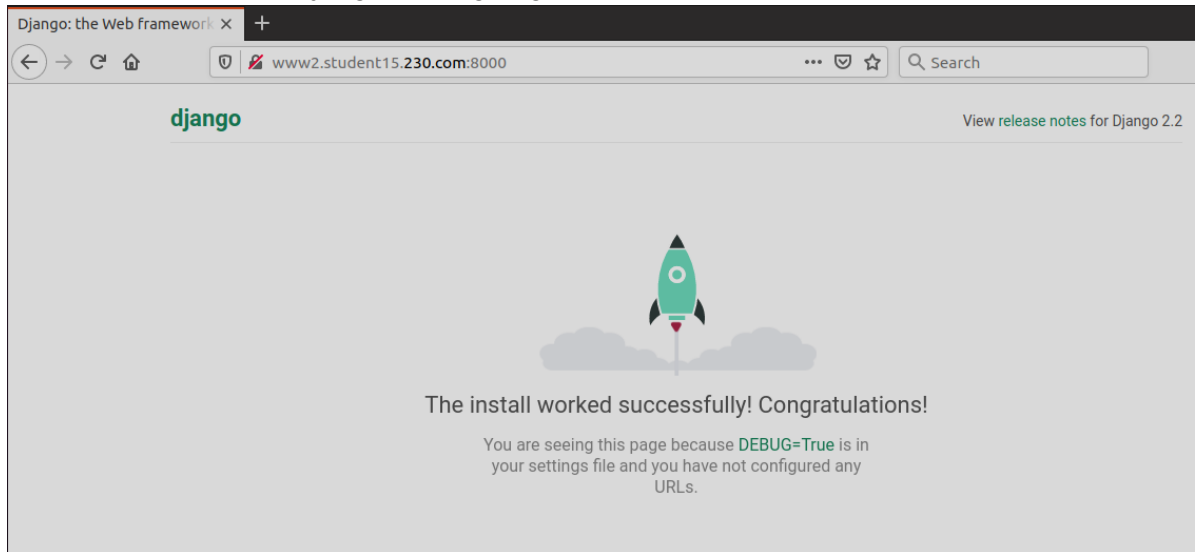 Django: the Web framework
www2.student15.230.com:8000
Search
django
View release notes for Django 2.2
The install worked successfully! Congratulations!
You are seeing this page because DEBUG=True is in
your settings file and you have not configured any
URLs.